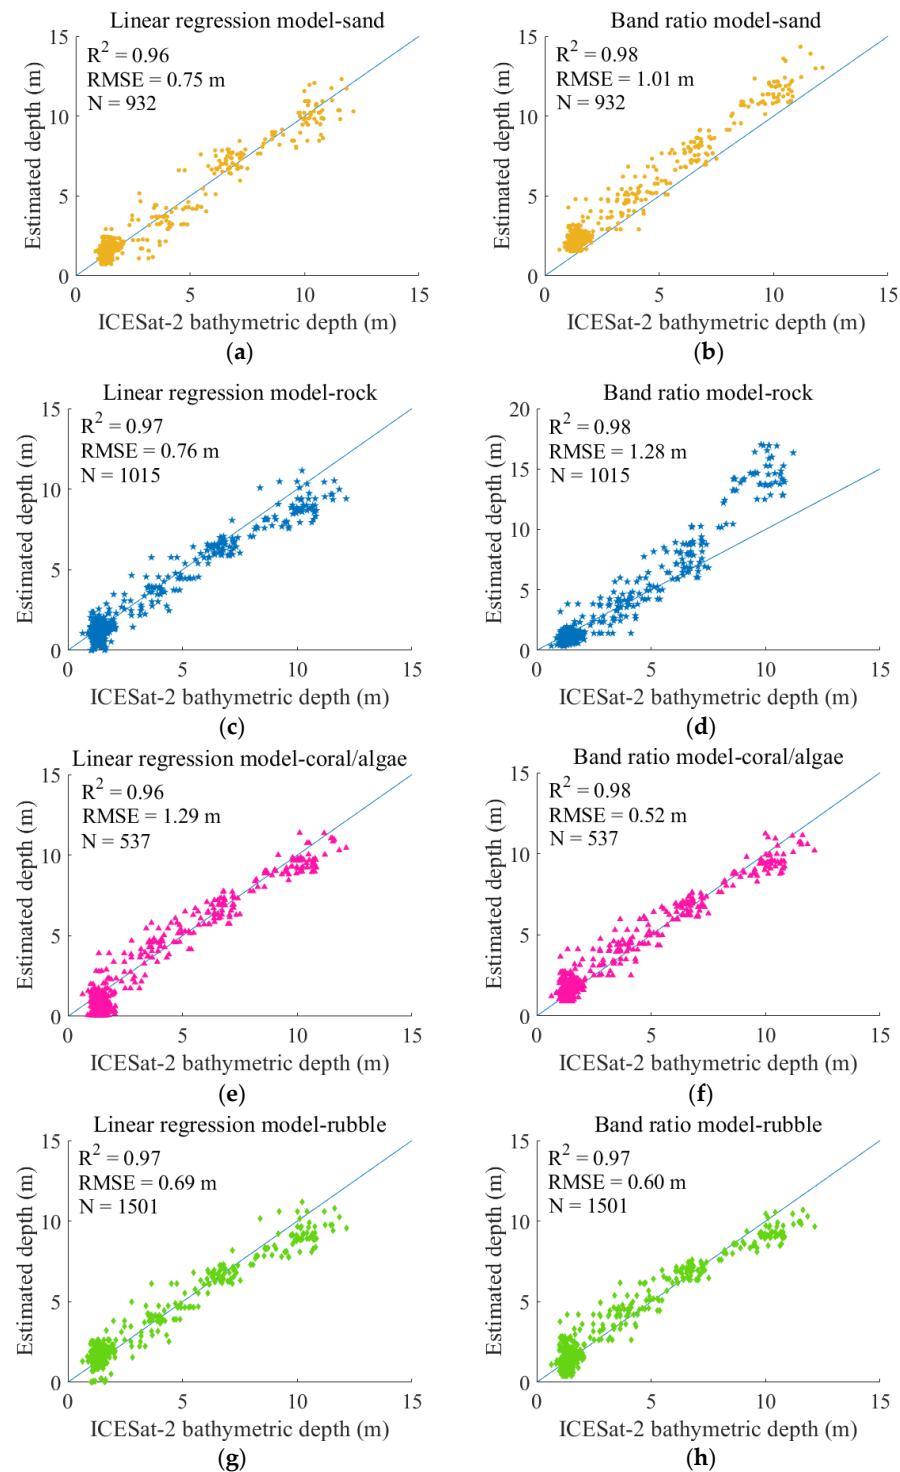 Linear regression model-sand
R² = 0.96
RMSE = 0.75 m
N = 932
Estimated depth (m)
15
10
5
0
0 5 10 15
ICESat-2 bathymetric depth (m)
(a)
Band ratio model-sand
R² = 0.98
RMSE = 1.01 m
N = 932
Estimated depth (m)
15
10
5
0
0 5 10 15
ICESat-2 bathymetric depth (m)
(b)
Linear regression model-rock
R² = 0.97
RMSE = 0.76 m
N = 1015
Estimated depth (m)
15
10
5
0
0 5 10 15
ICESat-2 bathymetric depth (m)
(c)
Band ratio model-rock
R² = 0.98
RMSE = 1.28 m
N = 1015
Estimated depth (m)
20
15
10
5
0
0 5 10 15
ICESat-2 bathymetric depth (m)
(d)
Linear regression model-coral/algae
R² = 0.96
RMSE = 1.29 m
N = 537
Estimated depth (m)
15
10
5
0
0 5 10 15
ICESat-2 bathymetric depth (m)
(e)
Band ratio model-coral/algae
R² = 0.98
RMSE = 0.52 m
N = 537
Estimated depth (m)
15
10
5
0
0 5 10 15
ICESat-2 bathymetric depth (m)
(f)
Linear regression model-rubble
R² = 0.97
RMSE = 0.69 m
N = 1501
Estimated depth (m)
15
10
5
0
0 5 10 15
ICESat-2 bathymetric depth (m)
(g)
Band ratio model-rubble
R² = 0.97
RMSE = 0.60 m
N = 1501
Estimated depth (m)
15
10
5
0
0 5 10 15
ICESat-2 bathymetric depth (m)
(h)